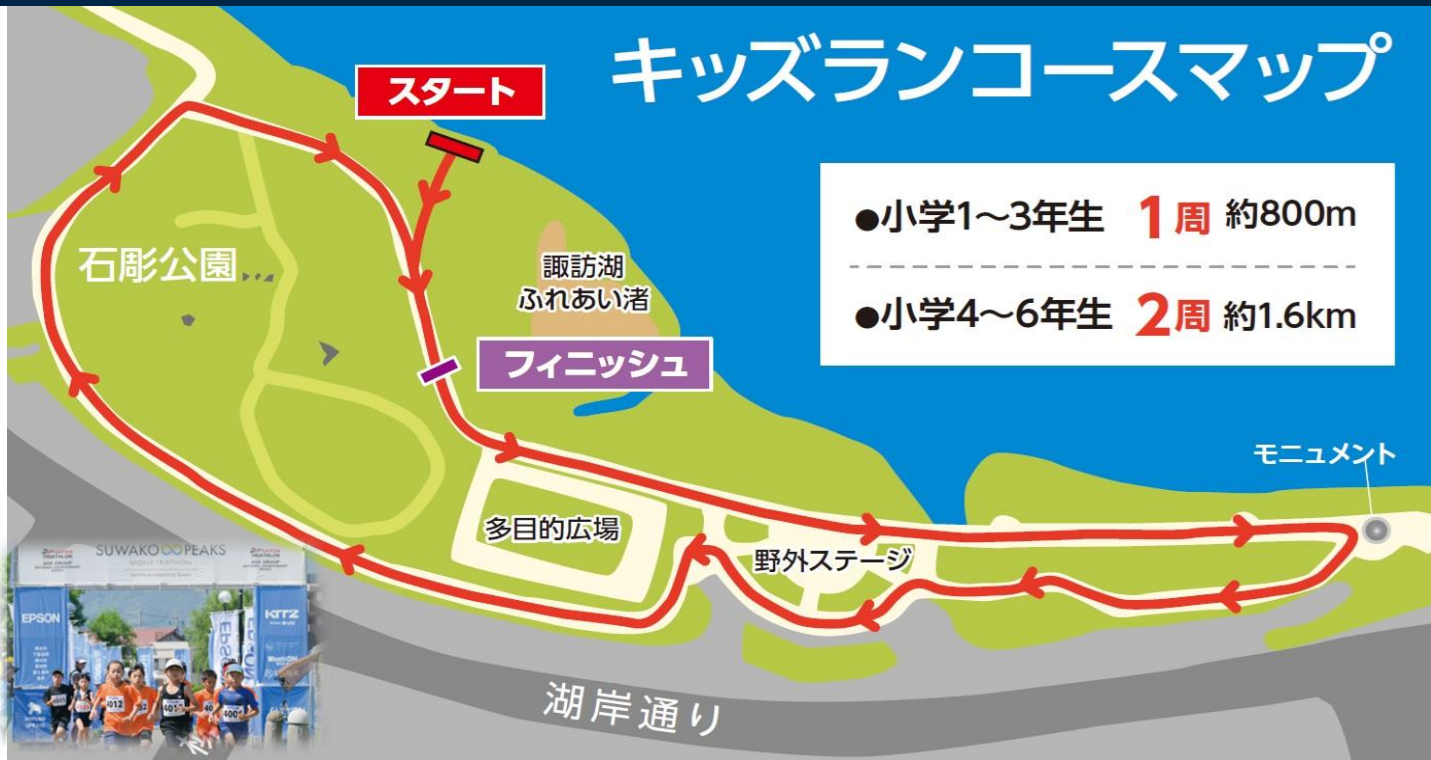 キッズランコースマップ
スタート
●小学1〜3年生 1周 約800m
●小学4〜6年生 2周 約1.6km
石彫公園
諏訪湖
ふれあい渚
フィニッシュ
モニュメント
多目的広場
野外ステージ
湖岸通り
SUWAKO PEAKS
MIDDLE TRIATHLON
EPSON
KITZ
EPSON
4012